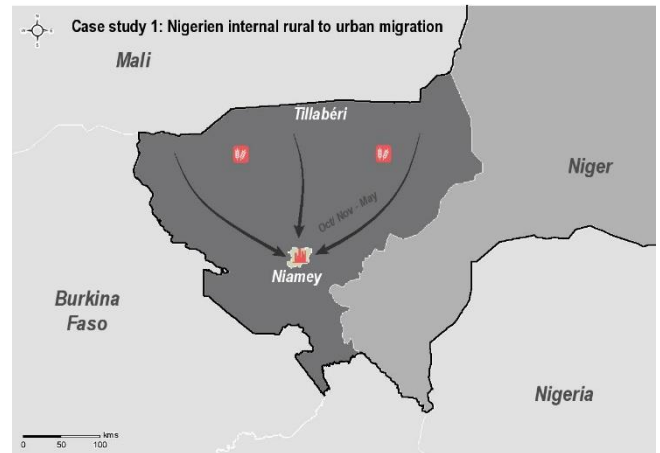 Case study 1: Nigerien internal rural to urban migration
Mali
Tillabéri
Niger
Oct/ Nov - May
Niamey
Burkina
Faso
Nigeria
kms
0 50 100